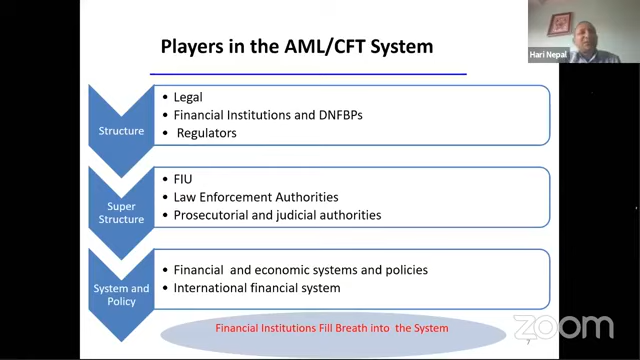 Players in the AML/CFT System
Hari Nepal
Structure
• Legal
• Financial Institutions and DNFBPs
• Regulators
Super
Structure
• FIU
• Law Enforcement Authorities
• Prosecutorial and judicial authorities
System and
Policy
• Financial and economic systems and policies
• International financial system
Financial Institutions Fill Breath into the System
7
zoom